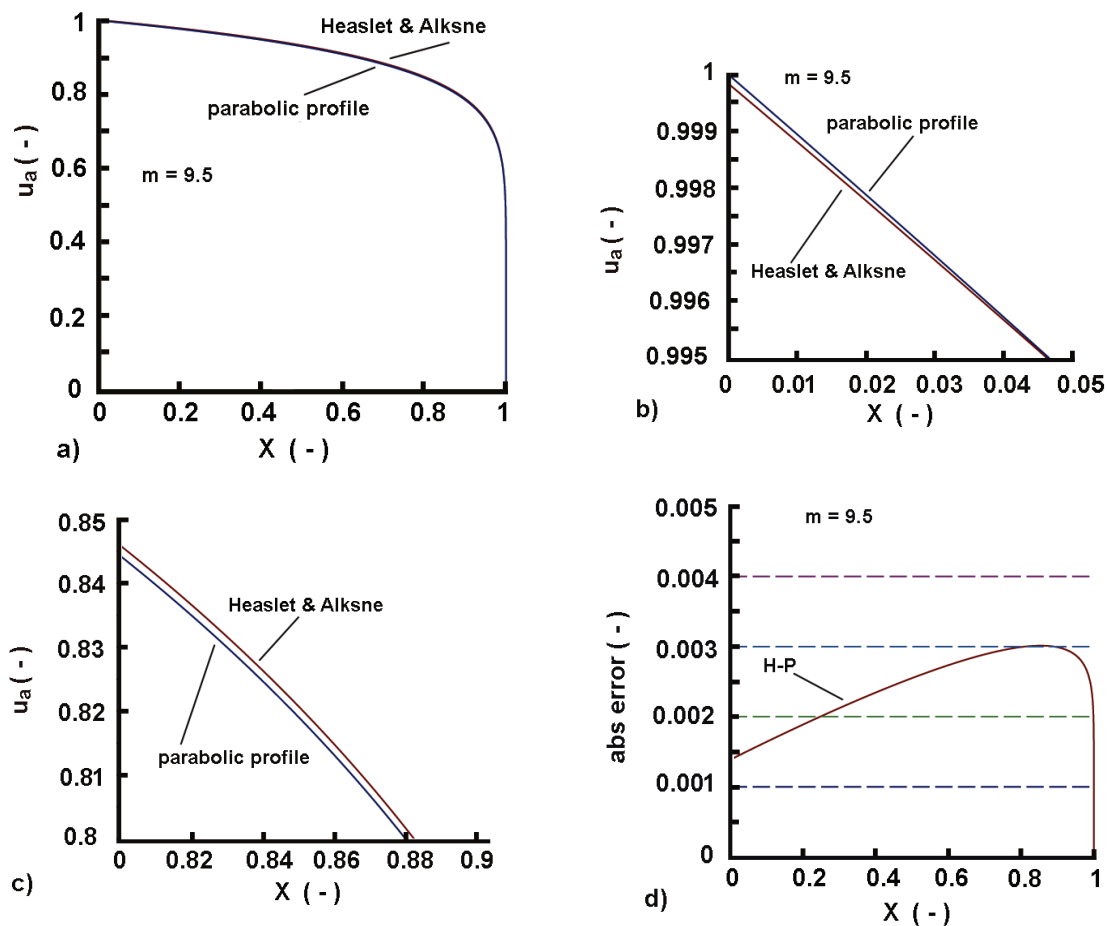 1
0.8
0.6
0.4
0.2
0
uₐ (-)
Heaslet & Alksne
parabolic profile
m = 9.5
0 0.2 0.4 0.6 0.8 1
X (-)
a)
1
0.999
0.998
0.997
0.996
0.995
uₐ (-)
m = 9.5
parabolic profile
Heaslet & Alksne
0 0.01 0.02 0.03 0.04 0.05
X (-)
b)
0.85
0.84
0.83
0.82
0.81
0.8
uₐ (-)
Heaslet & Alksne
parabolic profile
0 0.82 0.84 0.86 0.88 0.9
X (-)
c)
0.005
0.004
0.003
0.002
0.001
0
abs error (-)
m = 9.5
H-P
0 0.2 0.4 0.6 0.8 1
X (-)
d)